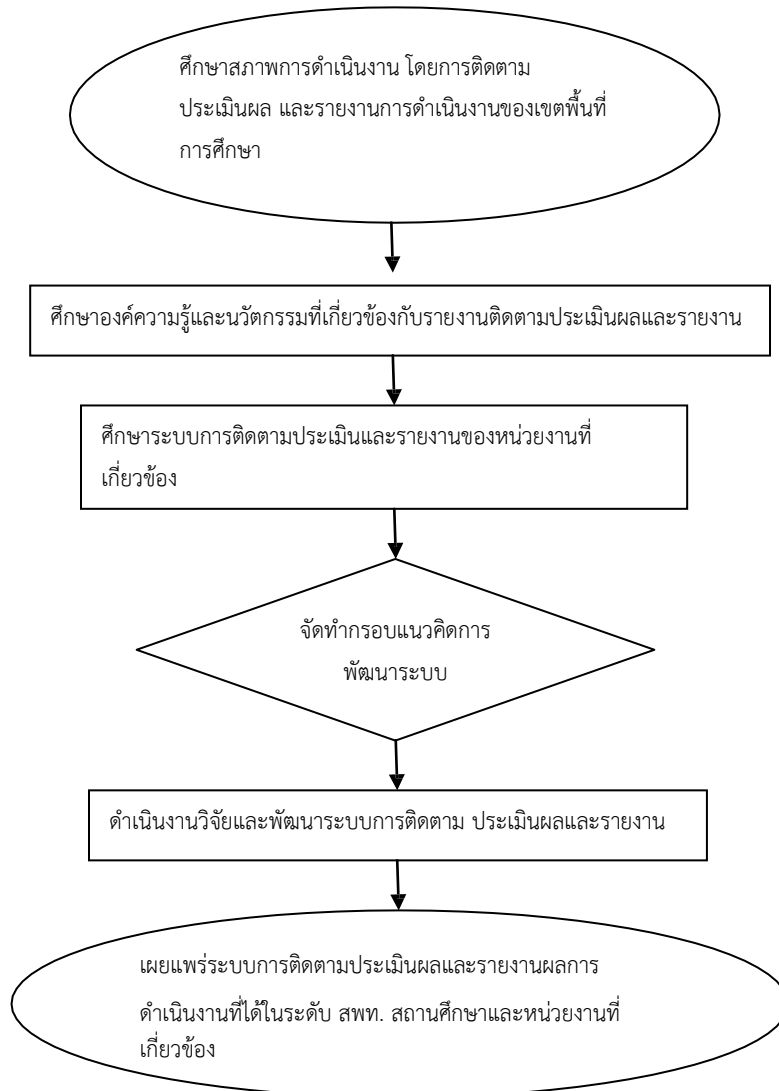 ศึกษาสภาพการดำเนินงาน โดยการติดตาม
ประเมินผล และรายงานการดำเนินงานของเขตพื้นที่
การศึกษา
ศึกษาองค์ความรู้และนวัตกรรมที่เกี่ยวข้องกับรายงานติดตามประเมินผลและรายงาน
ศึกษาระบบการติดตามประเมินและรายงานของหน่วยงานที่
เกี่ยวข้อง
จัดทำกรอบแนวคิดการ
พัฒนาระบบ
ดำเนินงานวิจัยและพัฒนาระบบการติดตาม ประเมินผลและรายงาน
เผยแพร่ระบบการติดตามประเมินผลและรายงานผลการ
ดำเนินงานที่ได้ในระดับ สพท. สถานศึกษาและหน่วยงานที่
เกี่ยวข้อง